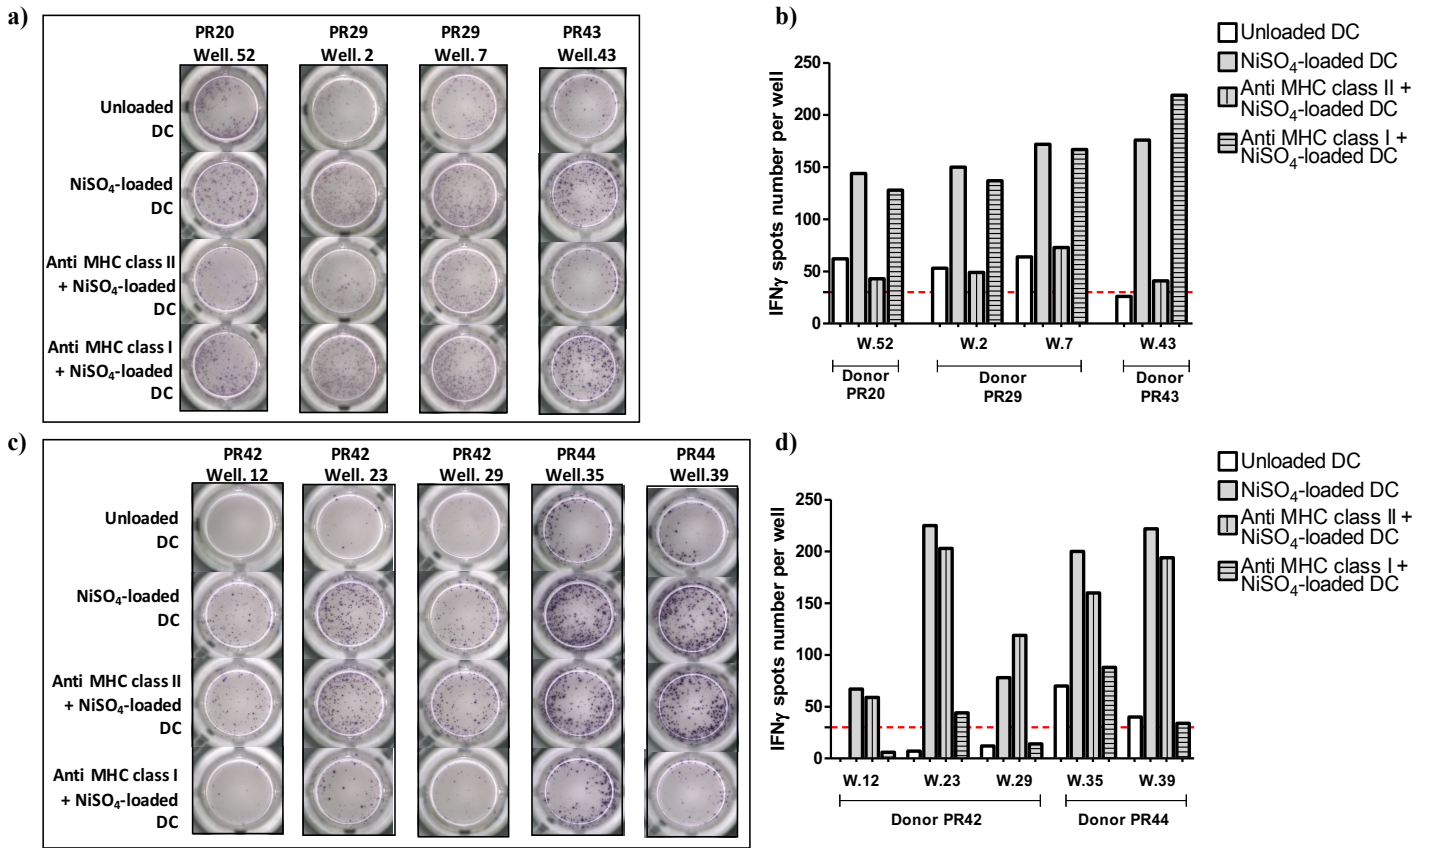 a)
PR20 PR29 PR29 PR43
Well. 52 Well. 2 Well. 7 Well.43
Unloaded
DC
NiSO4-loaded
DC
Anti MHC class II
+ NiSO4-loaded
DC
Anti MHC class I
+ NiSO4-loaded
DC
b)
Unloaded DC
NiSO4-loaded DC
Anti MHC class II +
NiSO4-loaded DC
Anti MHC class I +
NiSO4-loaded DC
IFNγ spots number per well
250
200
150
100
50
0
W.52 W.2 W.7 W.43
Donor Donor Donor
PR20 PR29 PR43
c)
PR42 PR42 PR42 PR44 PR44
Well. 12 Well. 23 Well. 29 Well.35 Well.39
Unloaded
DC
NiSO4-loaded
DC
Anti MHC class II
+ NiSO4-loaded
DC
Anti MHC class I
+ NiSO4-loaded
DC
d)
Unloaded DC
NiSO4-loaded DC
Anti MHC class II +
NiSO4-loaded DC
Anti MHC class I +
NiSO4-loaded DC
IFNγ spots number per well
250
200
150
100
50
0
W.12 W.23 W.29 W.35 W.39
Donor PR42 Donor PR44